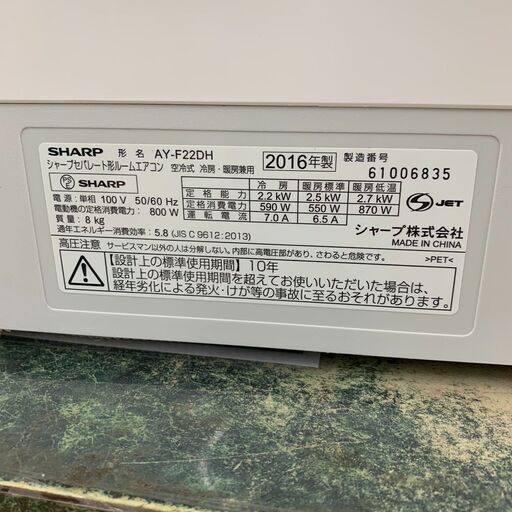 SHARP 形名 AY-F22DH 2016年製 製造番号
シャープセパレート形ルームエアコン 空冷式 冷房・暖房兼用 61006835
PS E SHARP
電源：単相 100 V 50/60 Hz
電動機の定格消費電力： 800 W
質量：8 kg
冷房 暖房標準 暖房低温
定格能力 2.2 kW 2.5 kW 2.7 kW
定格消費電力 590 W 550 W 870 W
運転電流 7.0 A 6.5 A
JET
通年エネルギー消費効率：5.8 (JIS C 9612:2013)
シャープ株式会社
MADE IN CHINA
高圧注意 サービスマン以外の人は分解しない。内部に高電圧部があり、さわると危険です。
>PET<
【設計上の標準使用期間】10年
設計上の標準使用期間を超えてお使いいただいた場合は、
経年劣化による発火・けが等の事故に至るおそれがあります。